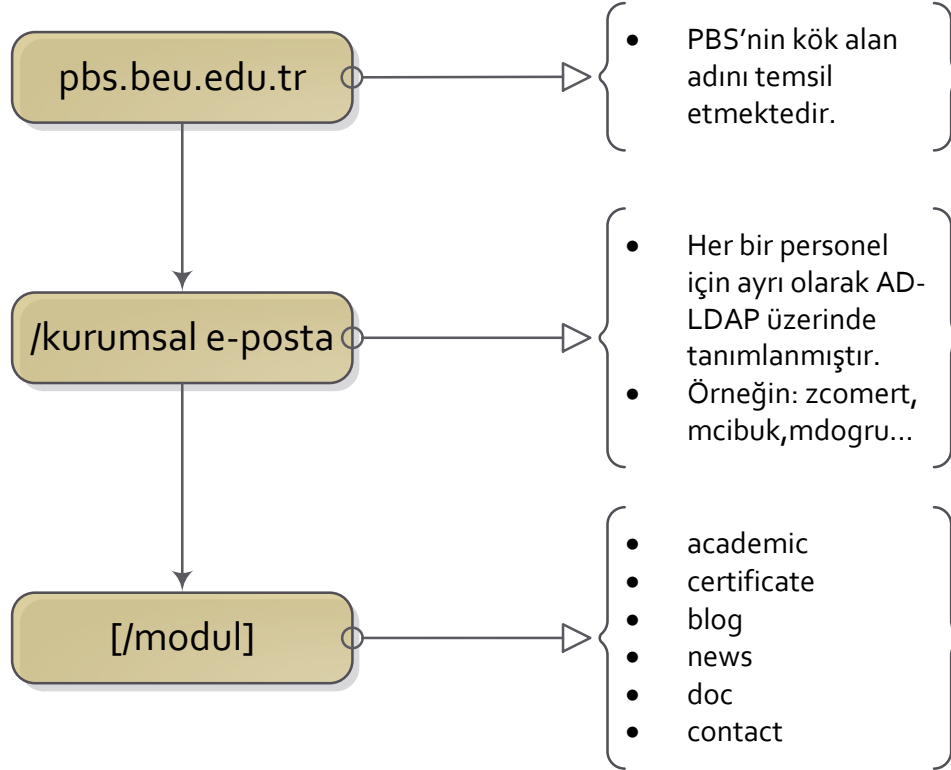 pbs.beu.edu.tr
• PBS’nin kök alan
adını temsil
etmektedir.
/kurumsal e-posta
• Her bir personel
için ayrı olarak AD-
LDAP üzerinde
tanımlanmıştır.
• Örneğin: zcomert,
mcibuk,mdogru...
[/modul]
• academic
• certificate
• blog
• news
• doc
• contact